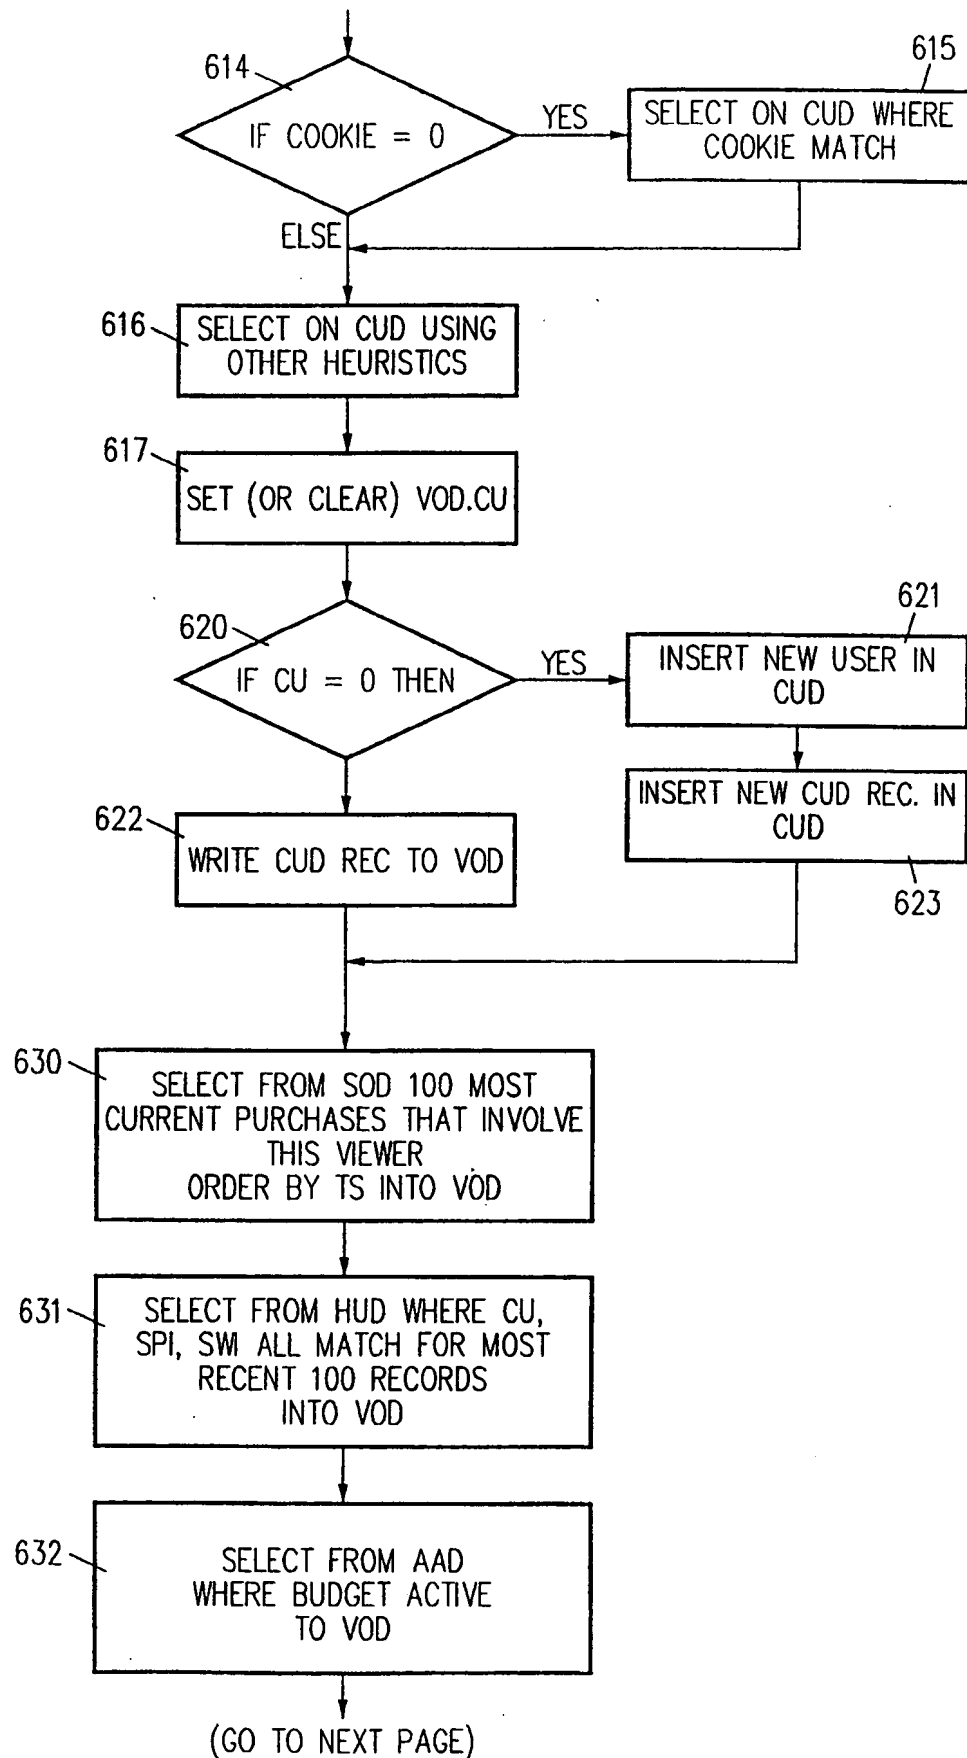 614
IF COOKIE = 0
YES
615
SELECT ON CUD WHERE
COOKIE MATCH
ELSE
616
SELECT ON CUD USING
OTHER HEURISTICS
617
SET (OR CLEAR) VOD.CU
620
IF CU = 0 THEN
YES
621
INSERT NEW USER IN
CUD
622
WRITE CUD REC TO VOD
INSERT NEW CUD REC. IN
CUD
623
630
SELECT FROM SOD 100 MOST
CURRENT PURCHASES THAT INVOLVE
THIS VIEWER
ORDER BY TS INTO VOD
631
SELECT FROM HUD WHERE CU,
SPI, SWI ALL MATCH FOR MOST
RECENT 100 RECORDS
INTO VOD
632
SELECT FROM AAD
WHERE BUDGET ACTIVE
TO VOD
(GO TO NEXT PAGE)